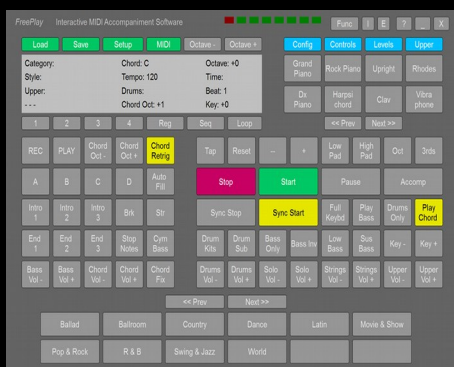 FreePlay Interactive MIDI Accompaniment Software Func I E ? _ X
Load Save Setup MIDI Octave - Octave + Config Controls Levels Upper
Category: Chord: C Octave: +0
Style: Tempo: 120 Time:
Upper: Drums: Beat: 1
- - - Chord Oct: +1 Key: +0
Grand Piano Rock Piano Upright Rhodes
Dx Piano Harpsi chord Clav Vibra phone
1 2 3 4 Reg Seq Loop << Prev Next >>
REC PLAY Chord Oct - Chord Oct + Chord Retrig Tap Reset -- + Low Pad High Pad Oct 3rds
A B C D Auto Fill Stop Start Pause Accomp
Intro 1 Intro 2 Intro 3 Brk Str Sync Stop Sync Start Full Keybd Play Bass Drums Only Play Chord
End 1 End 2 End 3 Stop Notes Cym Bass Drum Kits Drum Sub Bass Only Bass Inv Low Bass Sus Bass Key - Key +
Bass Vol - Bass Vol + Chord Vol - Chord Vol + Chord Fix Drums Vol - Drums Vol + Solo Vol - Solo Vol + Strings Vol - Strings Vol + Upper Vol - Upper Vol +
<< Prev Next >>
Ballad Ballroom Country Dance Latin Movie & Show
Pop & Rock R & B Swing & Jazz World